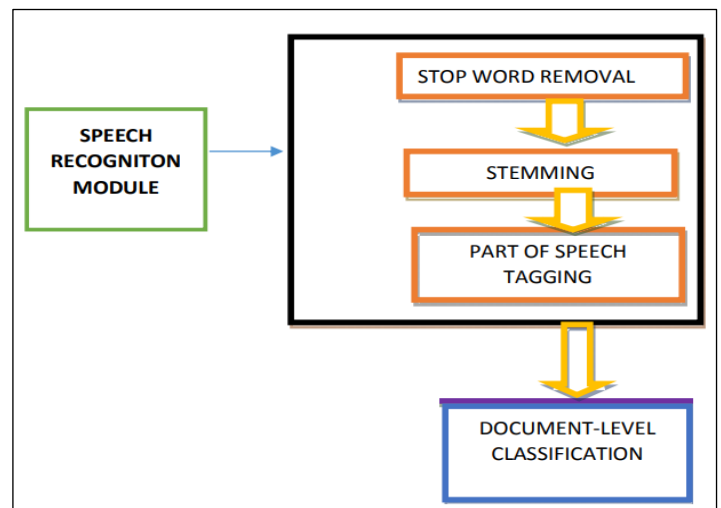 SPEECH
RECOGNITON
MODULE
STOP WORD REMOVAL
STEMMING
PART OF SPEECH
TAGGING
DOCUMENT-LEVEL
CLASSIFICATION